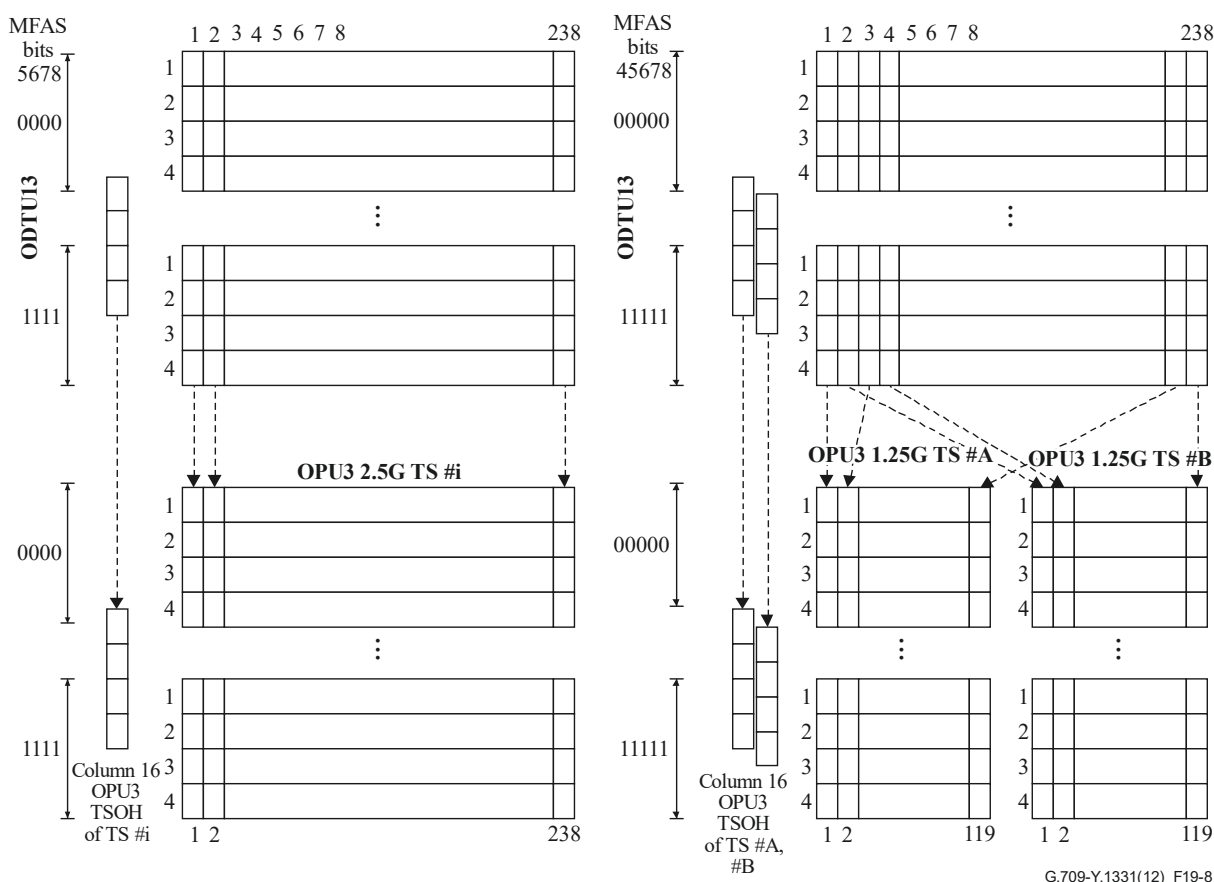 MFAS
bits
5678
1 2 3 4 5 6 7 8 238
1
2
3
4
0000
ODTU13
⋮
1
2
3
4
1111
OPU3 2.5G TS #i
1
2
3
4
0000
⋮
1
2
3
4
1111
Column 16
OPU3
TSOH
of TS #i
1 2 238
MFAS
bits
45678
1 2 3 4 5 6 7 8 238
1
2
3
4
00000
ODTU13
⋮
1
2
3
4
11111
OPU3 1.25G TS #A
OPU3 1.25G TS #B
1
2
3
4
1
2
3
4
00000
⋮
⋮
1
2
3
4
1
2
3
4
11111
Column 16
OPU3
TSOH
of TS #A,
#B
1 2 119
1 2 119
G.709-Y.1331(12)_F19-8